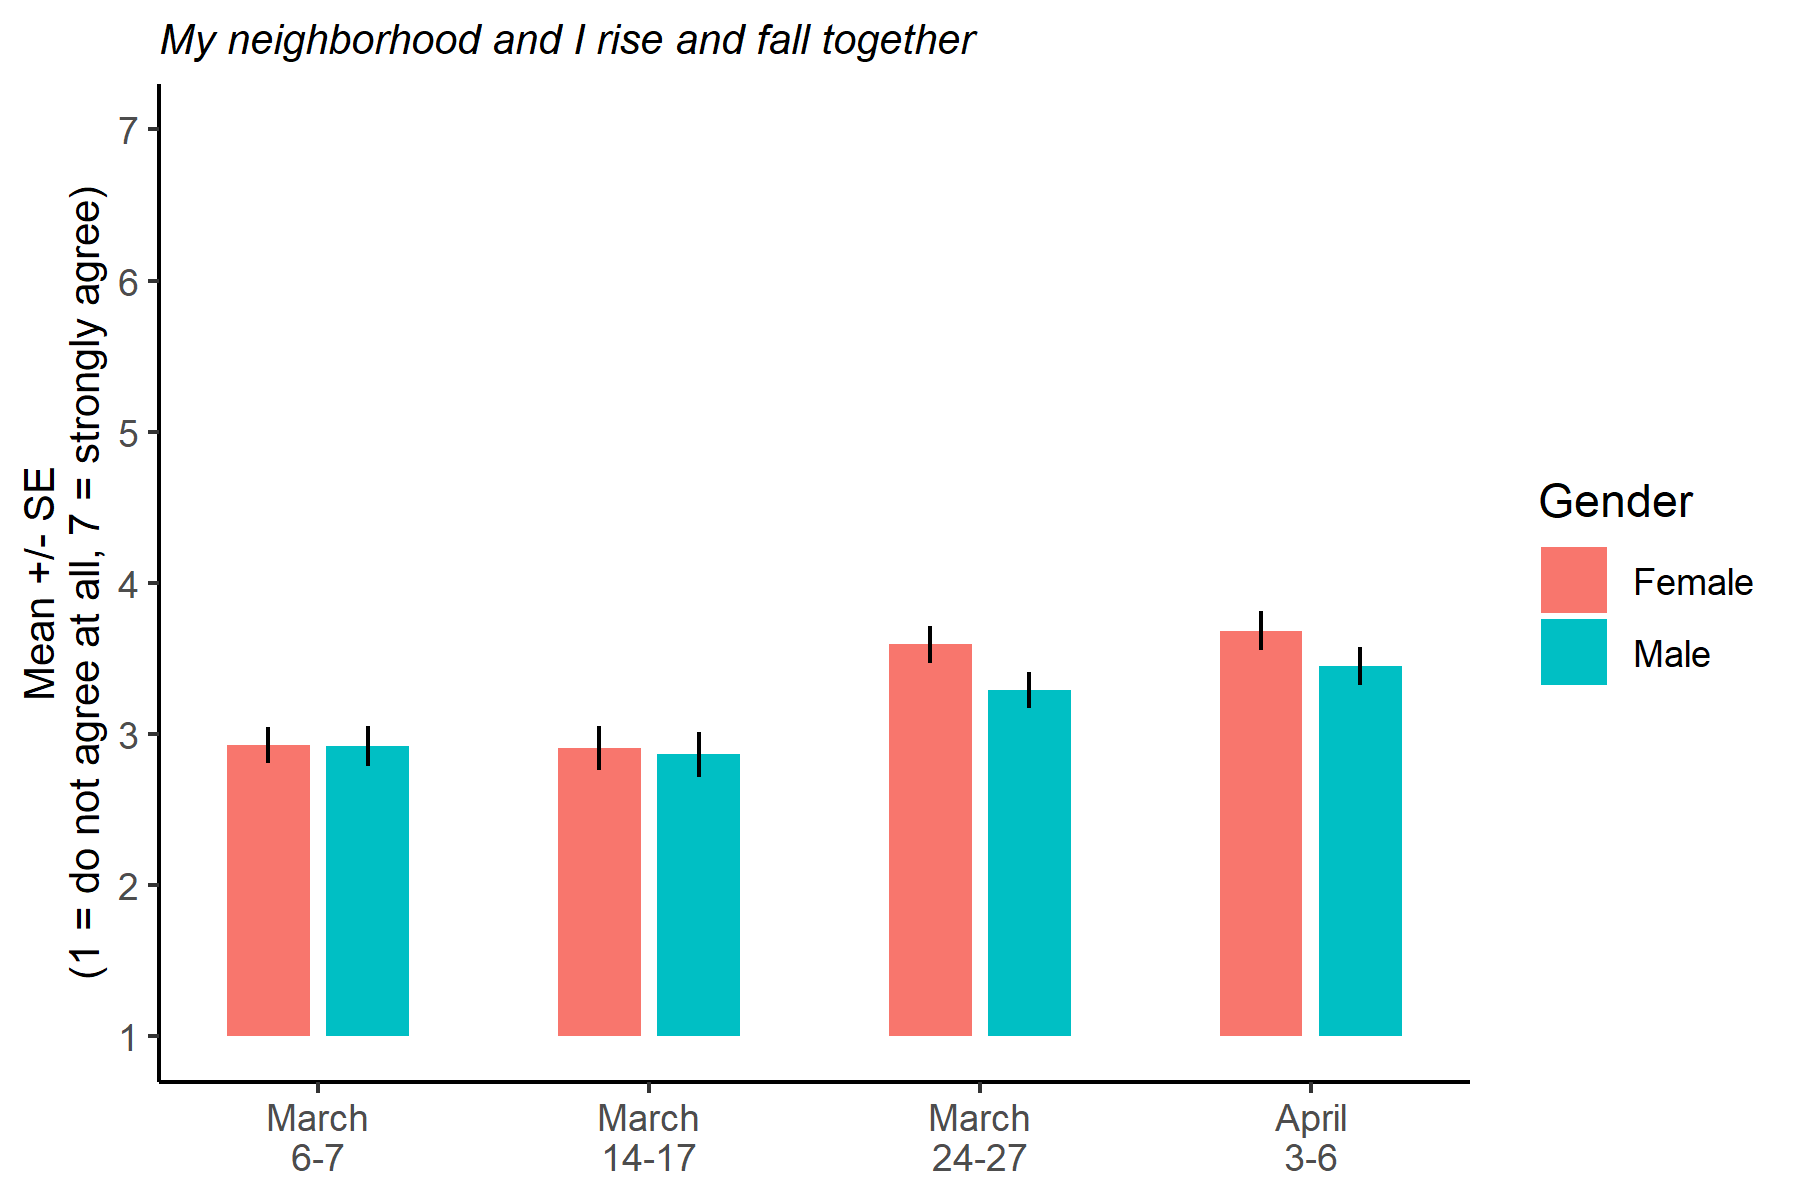 My neighborhood and I rise and fall together
Mean +/- SE
(1 = do not agree at all, 7 = strongly agree)
7
6
5
4
3
2
1
March
6-7
March
14-17
March
24-27
April
3-6
Gender
Female
Male